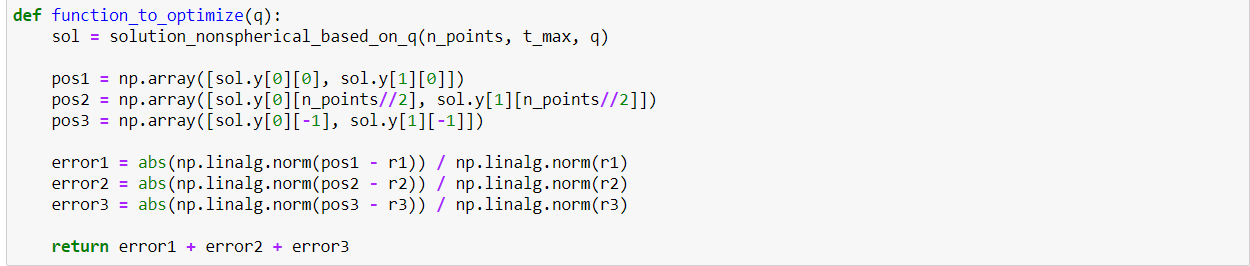 def function_to_optimize(q):
    sol = solution_nonspherical_based_on_q(n_points, t_max, q)

    pos1 = np.array([sol.y[0][0], sol.y[1][0]])
    pos2 = np.array([sol.y[0][n_points//2], sol.y[1][n_points//2]])
    pos3 = np.array([sol.y[0][-1], sol.y[1][-1]])

    error1 = abs(np.linalg.norm(pos1 - r1)) / np.linalg.norm(r1)
    error2 = abs(np.linalg.norm(pos2 - r2)) / np.linalg.norm(r2)
    error3 = abs(np.linalg.norm(pos3 - r3)) / np.linalg.norm(r3)

    return error1 + error2 + error3